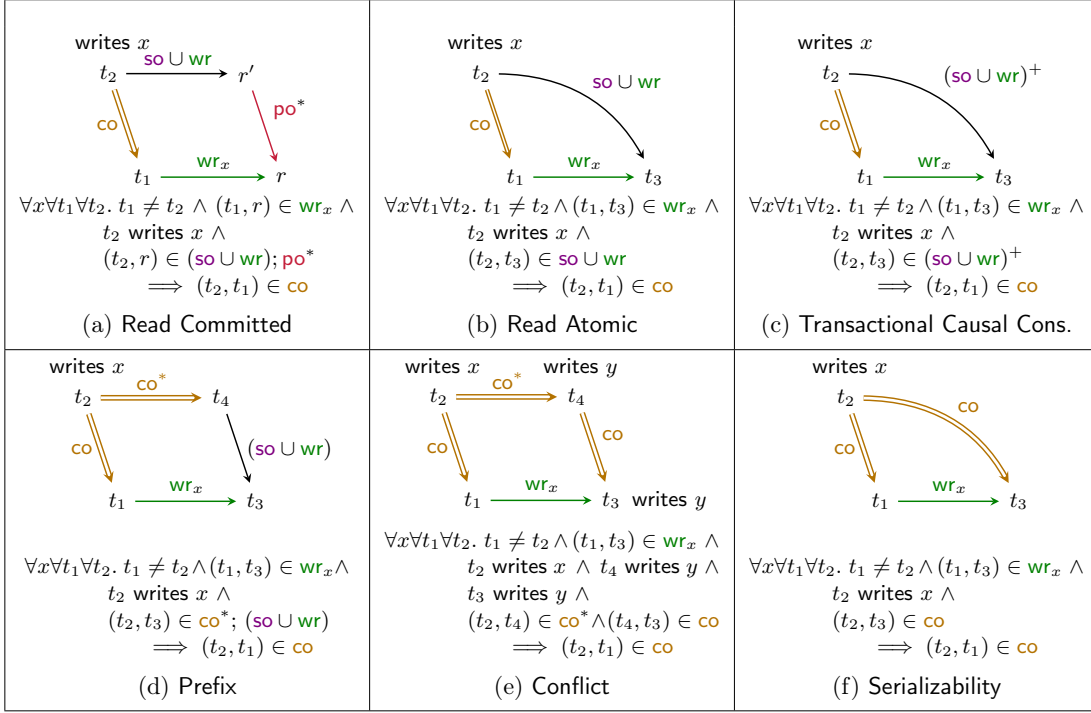 writes x
so ∪ wr
t₂ r′
co po*
wrₓ
t₁ r
∀x∀t₁∀t₂. t₁ ≠ t₂ ∧ (t₁, r) ∈ wrₓ ∧
t₂ writes x ∧
(t₂, r) ∈ (so ∪ wr); po*
⟹ (t₂, t₁) ∈ co
(a) Read Committed
writes x
t₂ so ∪ wr
co
wrₓ
t₁ t₃
∀x∀t₁∀t₂. t₁ ≠ t₂ ∧ (t₁, t₃) ∈ wrₓ ∧
t₂ writes x ∧
(t₂, t₃) ∈ so ∪ wr
⟹ (t₂, t₁) ∈ co
(b) Read Atomic
writes x
t₂ (so ∪ wr)⁺
co
wrₓ
t₁ t₃
∀x∀t₁∀t₂. t₁ ≠ t₂ ∧ (t₁, t₃) ∈ wrₓ ∧
t₂ writes x ∧
(t₂, t₃) ∈ (so ∪ wr)⁺
⟹ (t₂, t₁) ∈ co
(c) Transactional Causal Cons.
writes x
co*
t₂ t₄
co (so ∪ wr)
wrₓ
t₁ t₃
∀x∀t₁∀t₂. t₁ ≠ t₂ ∧ (t₁, t₃) ∈ wrₓ ∧
t₂ writes x ∧
(t₂, t₃) ∈ co*; (so ∪ wr)
⟹ (t₂, t₁) ∈ co
(d) Prefix
writes x writes y
co*
t₂ t₄
co co
wrₓ
t₁ t₃ writes y
∀x∀t₁∀t₂. t₁ ≠ t₂ ∧ (t₁, t₃) ∈ wrₓ ∧
t₂ writes x ∧ t₄ writes y ∧
t₃ writes y ∧
(t₂, t₄) ∈ co* ∧ (t₄, t₃) ∈ co
⟹ (t₂, t₁) ∈ co
(e) Conflict
writes x
t₂ co
co
wrₓ
t₁ t₃
∀x∀t₁∀t₂. t₁ ≠ t₂ ∧ (t₁, t₃) ∈ wrₓ ∧
t₂ writes x ∧
(t₂, t₃) ∈ co
⟹ (t₂, t₁) ∈ co
(f) Serializability